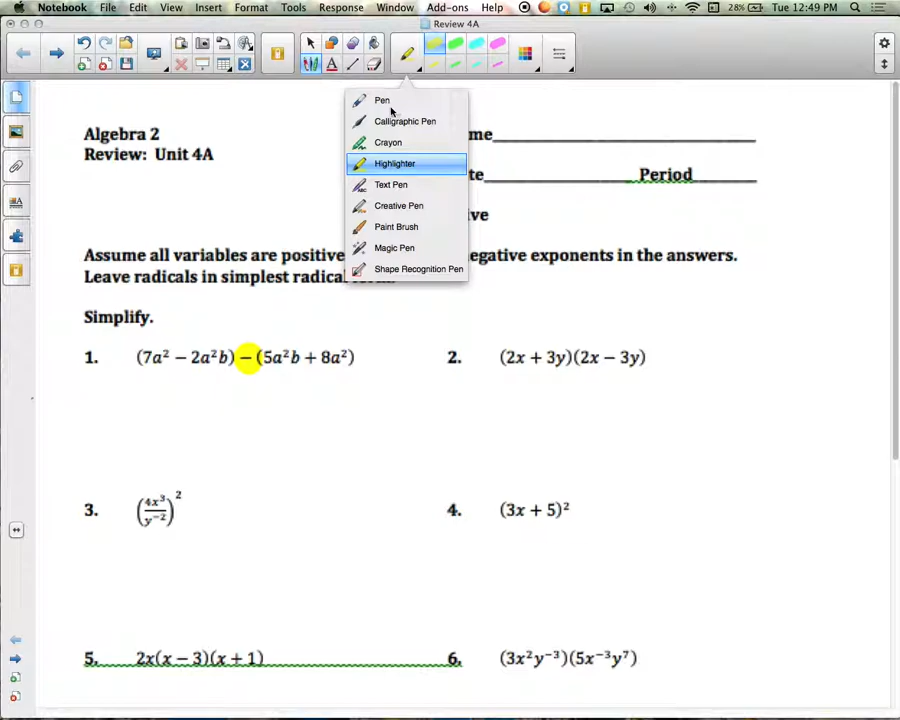 Notebook File Edit View Insert Format Tools Response Window Add-ons Help 28% Tue 12:49 PM
Review 4A
Pen
Calligraphic Pen
Crayon
Highlighter
Text Pen
Creative Pen
Paint Brush
Magic Pen
Shape Recognition Pen
Algebra 2 me
Review: Unit 4A
te Period
ve
Assume all variables are positive egative exponents in the answers.
Leave radicals in simplest radical
Simplify.
1. (7a² − 2a²b) − (5a²b + 8a²) 2. (2x + 3y)(2x − 3y)
3. (4x³/y⁻²)² 4. (3x + 5)²
5. 2x(x − 3)(x + 1) 6. (3x²y⁻³)(5x⁻³y⁷)